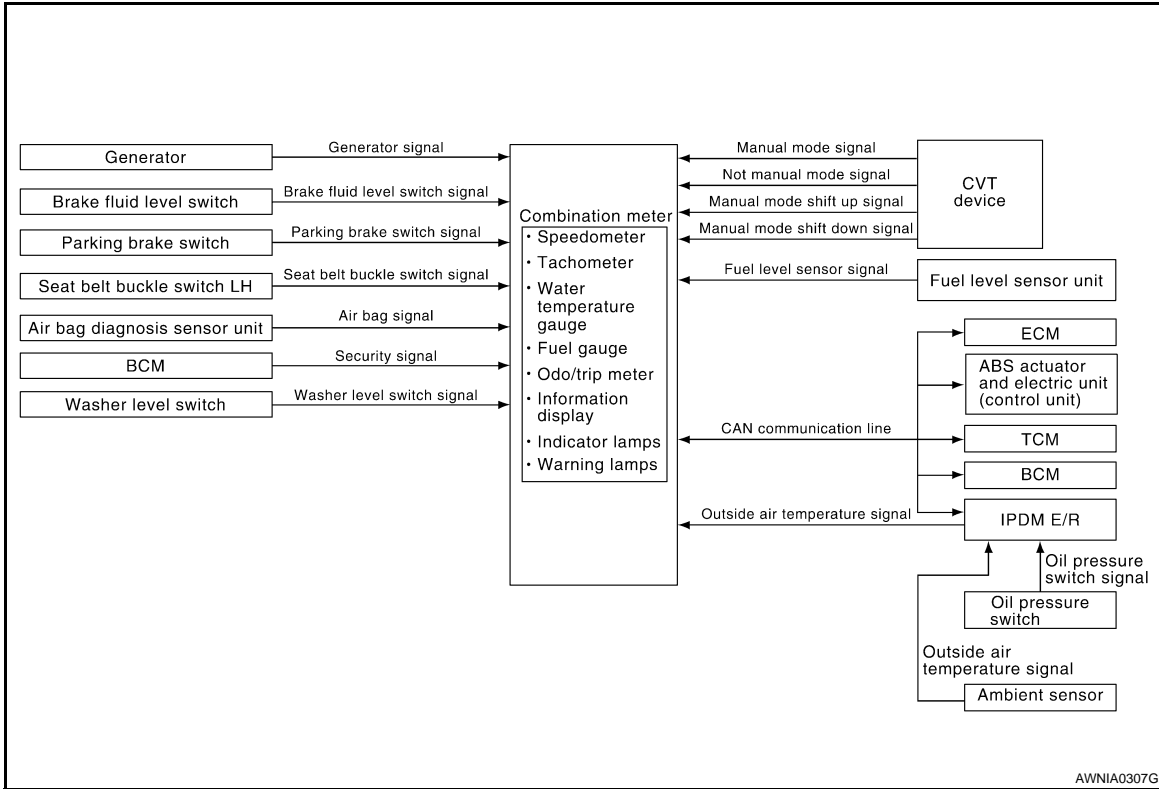 Generator
Generator signal
Brake fluid level switch
Brake fluid level switch signal
Parking brake switch
Parking brake switch signal
Seat belt buckle switch LH
Seat belt buckle switch signal
Air bag diagnosis sensor unit
Air bag signal
BCM
Security signal
Washer level switch
Washer level switch signal
Combination meter
· Speedometer
· Tachometer
· Water
temperature
gauge
· Fuel gauge
· Odo/trip meter
· Information
display
· Indicator lamps
· Warning lamps
Manual mode signal
Not manual mode signal
Manual mode shift up signal
Manual mode shift down signal
CVT
device
Fuel level sensor signal
Fuel level sensor unit
CAN communication line
ECM
ABS actuator
and electric unit
(control unit)
TCM
BCM
Outside air temperature signal
IPDM E/R
Oil pressure
switch signal
Oil pressure
switch
Outside air
temperature signal
Ambient sensor
AWNIA0307G